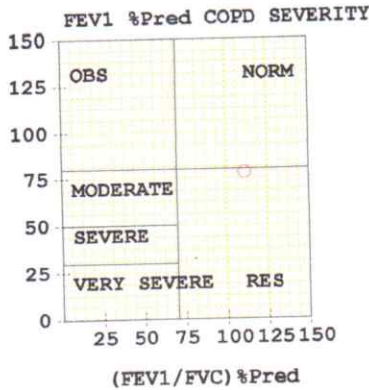 FEV1 %Pred COPD SEVERITY
150
OBS NORM
125
100
75
MODERATE
50
SEVERE
25
VERY SEVERE RES
0
25 50 75 100 125 150
(FEV1/FVC) %Pred